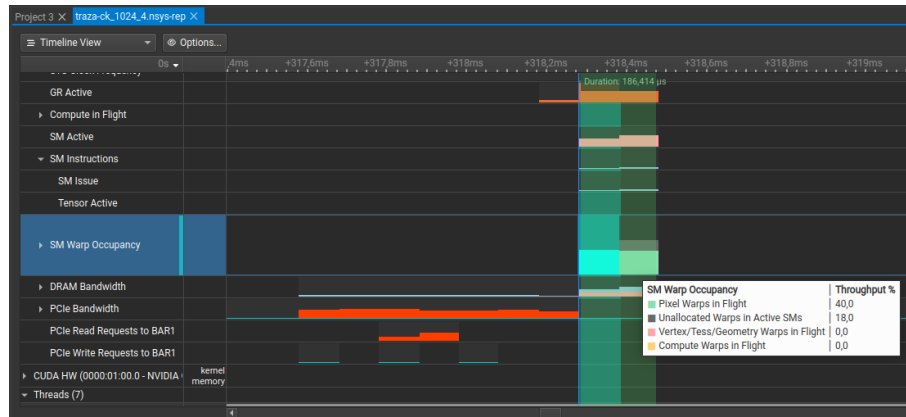 Project 3 traza-ck_1024_4.nsys-rep
Timeline View Options...
0s 4ms +317,6ms +317,8ms +318ms +318,2ms +318,4ms +318,6ms +318,8ms +319ms
Duration: 186,414 µs
GR Active
Compute in Flight
SM Active
SM Instructions
SM Issue
Tensor Active
SM Warp Occupancy
DRAM Bandwidth
PCIe Bandwidth
PCIe Read Requests to BAR1
PCIe Write Requests to BAR1
CUDA HW (0000:01:00.0 - NVIDIA kernel
memory
Threads (7)
SM Warp Occupancy Throughput %
Pixel Warps in Flight 40,0
Unallocated Warps in Active SMs 18,0
Vertex/Tess/Geometry Warps in Flight 0,0
Compute Warps in Flight 0,0